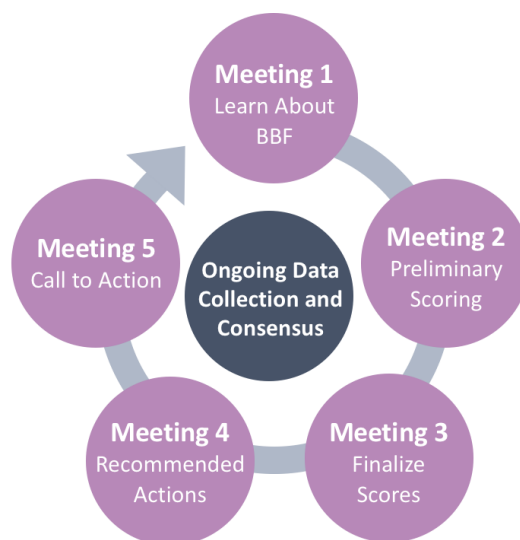 Meeting 1
Learn About
BBF
Meeting 2
Preliminary
Scoring
Meeting 3
Finalize
Scores
Meeting 4
Recommended
Actions
Meeting 5
Call to Action
Ongoing Data
Collection and
Consensus